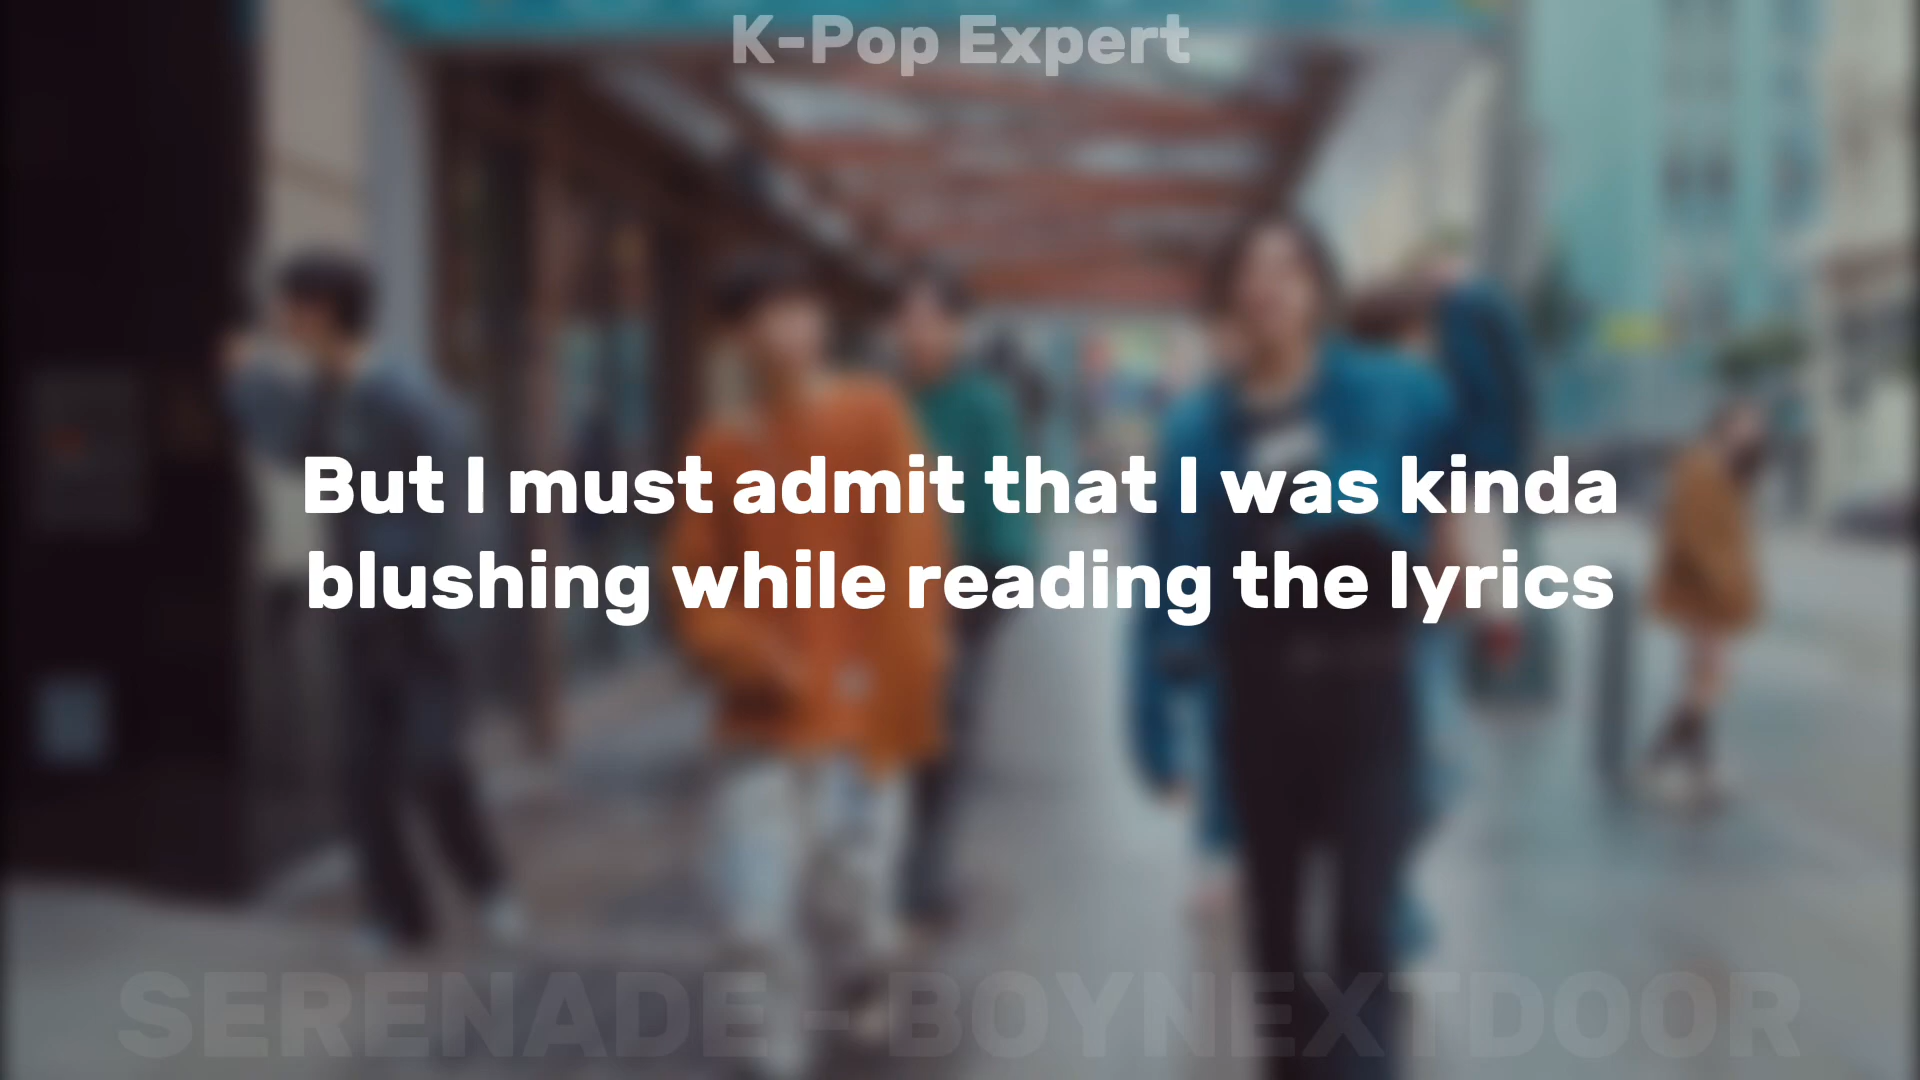 K-Pop Expert
But I must admit that I was kinda
blushing while reading the lyrics
SERENADE - BOYNEXTDOOR